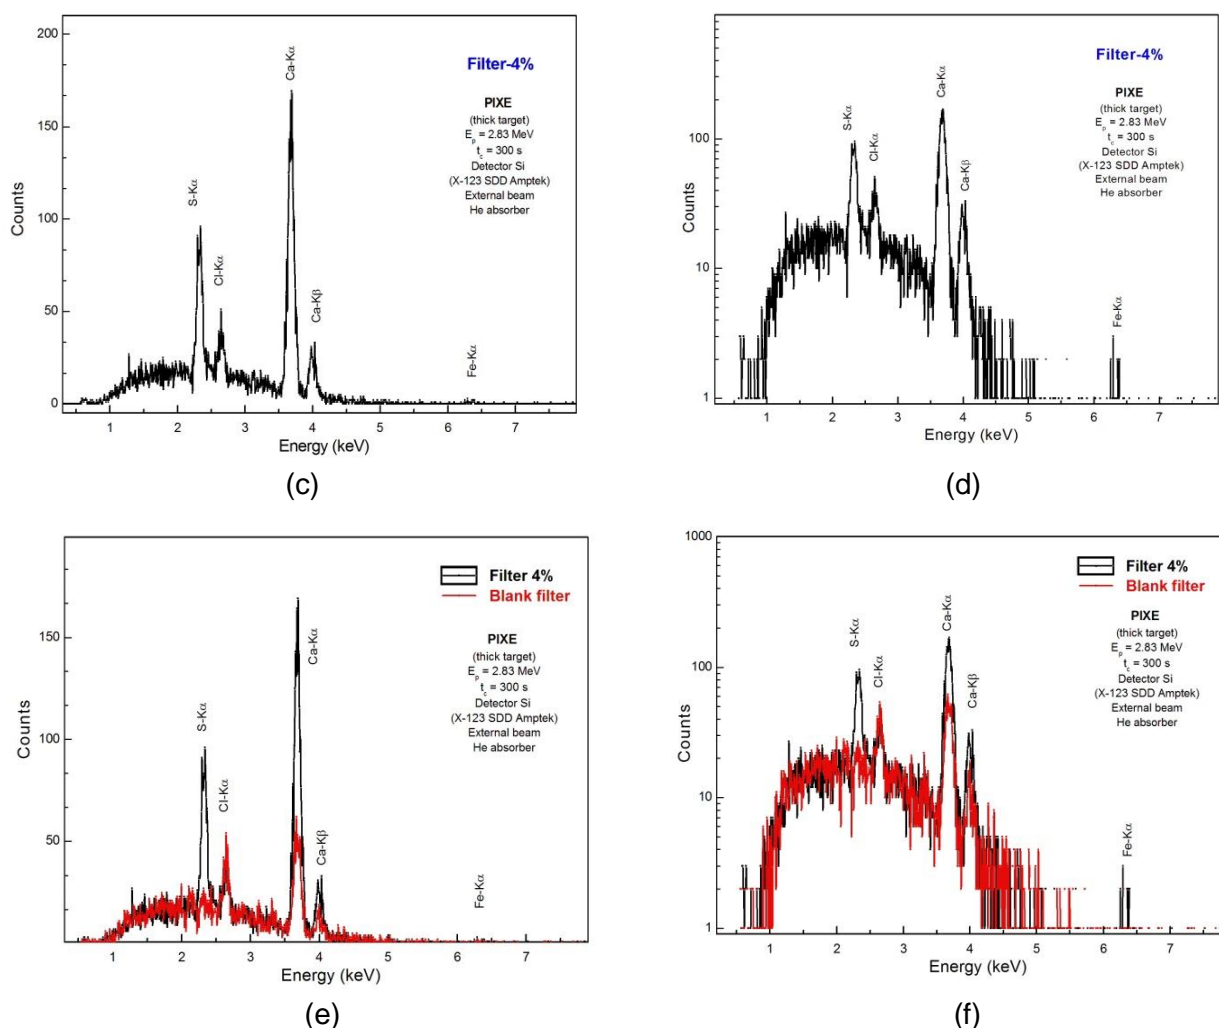 200
150
100
50
0
Counts
S-Kα
Cl-Kα
Ca-Kα
Ca-Kβ
Fe-Kα
Filter-4%
PIXE
(thick target)
Ep = 2.83 MeV
tc = 300 s
Detector Si
(X-123 SDD Amptek)
External beam
He absorber
1 2 3 4 5 6 7
Energy (keV)
(c)
100
10
1
Counts
S-Kα
Cl-Kα
Ca-Kα
Ca-Kβ
Fe-Kα
Filter-4%
PIXE
(thick target)
Ep = 2.83 MeV
tc = 300 s
Detector Si
(X-123 SDD Amptek)
External beam
He absorber
1 2 3 4 5 6 7
Energy (keV)
(d)
150
100
50
Counts
S-Kα
Cl-Kα
Ca-Kα
Ca-Kβ
Fe-Kα
Filter 4%
Blank filter
PIXE
(thick target)
Ep = 2.83 MeV
tc = 300 s
Detector Si
(X-123 SDD Amptek)
External beam
He absorber
1 2 3 4 5 6 7
Energy (keV)
(e)
1000
100
10
1
Counts
S-Kα
Cl-Kα
Ca-Kα
Ca-Kβ
Fe-Kα
Filter 4%
Blank filter
PIXE
(thick target)
Ep = 2.83 MeV
tc = 300 s
Detector Si
(X-123 SDD Amptek)
External beam
He absorber
1 2 3 4 5 6 7
Energy (keV)
(f)